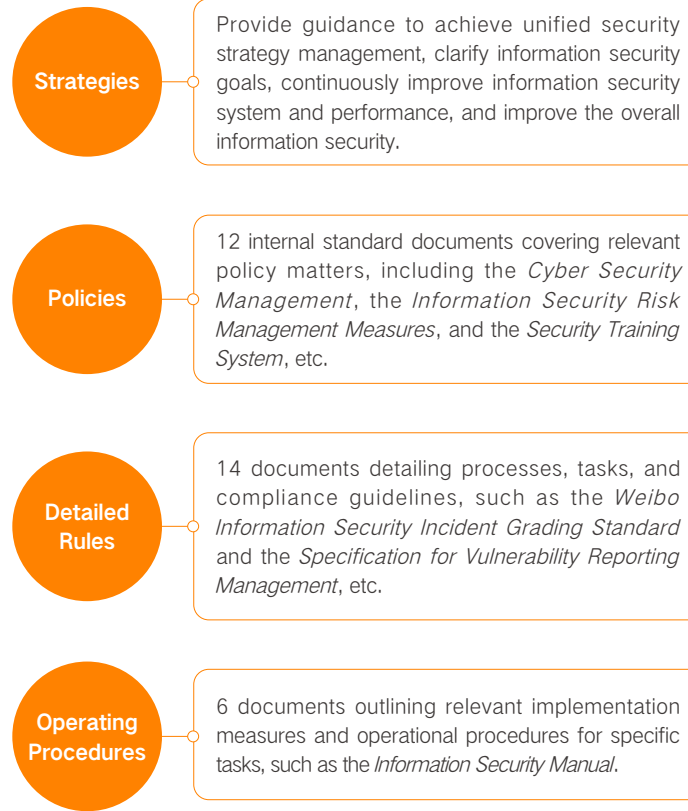 Strategies
Provide guidance to achieve unified security
strategy management, clarify information security
goals, continuously improve information security
system and performance, and improve the overall
information security.
Policies
12 internal standard documents covering relevant
policy matters, including the Cyber Security
Management, the Information Security Risk
Management Measures, and the Security Training
System, etc.
Detailed
Rules
14 documents detailing processes, tasks, and
compliance guidelines, such as the Weibo
Information Security Incident Grading Standard
and the Specification for Vulnerability Reporting
Management, etc.
Operating
Procedures
6 documents outlining relevant implementation
measures and operational procedures for specific
tasks, such as the Information Security Manual.